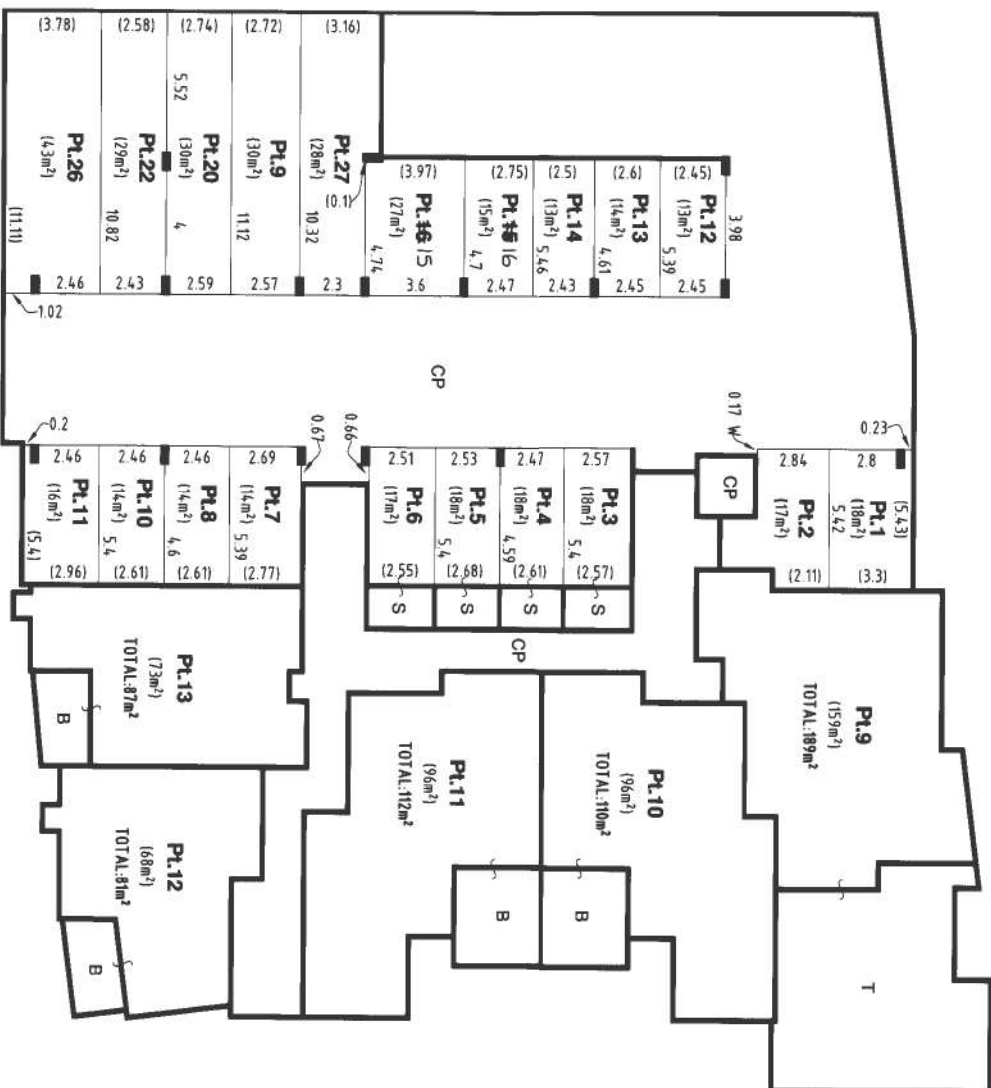 T
B
B
B
Pt.9
(159m²)
TOTAL:189m²
Pt.10
(96m²)
TOTAL:110m²
Pt.11
(96m²)
TOTAL:112m²
Pt.12
(68m²)
TOTAL:81m²
Pt.13
(73m²)
TOTAL:87m²
B
CP
S
S
S
S
(3.3)
(2.11)
(2.57)
(2.61)
(2.68)
(2.55)
(2.77)
(2.61)
(2.61)
(2.96)
(5.43)
Pt.1
(18m²)
5.42
Pt.2
(17m²)
CP
Pt.3
(18m²)
5.4
Pt.4
(18m²)
4.59
Pt.5
(18m²)
5.4
Pt.6
(17m²)
Pt.7
(14m²)
5.39
Pt.8
(14m²)
4.6
Pt.10
(14m²)
5.4
Pt.11
(16m²)
(5.4)
0.23
2.8
2.84
0.17 W
2.57
2.47
2.53
2.51
0.66
0.67
2.69
2.46
2.46
2.46
0.2
CP
1.02
3.98
2.45
2.45
2.43
2.47
3.6
2.3
2.57
2.59
2.43
2.46
Pt.12
(13m²)
5.39
Pt.13
(14m²)
4.61
Pt.14
(13m²)
5.46
Pt.15 16
(15m²)
4.7
Pt.16 15
(27m²)
4.74
(2.45)
(2.6)
(2.5)
(2.75)
(3.97)
(0.1)
Pt.27
(28m²)
10.32
Pt.9
(30m²)
11.12
Pt.20
(30m²)
4
5.52
Pt.22
(29m²)
10.82
Pt.26
(43m²)
(11.11)
(3.16)
(2.72)
(2.74)
(2.58)
(3.78)